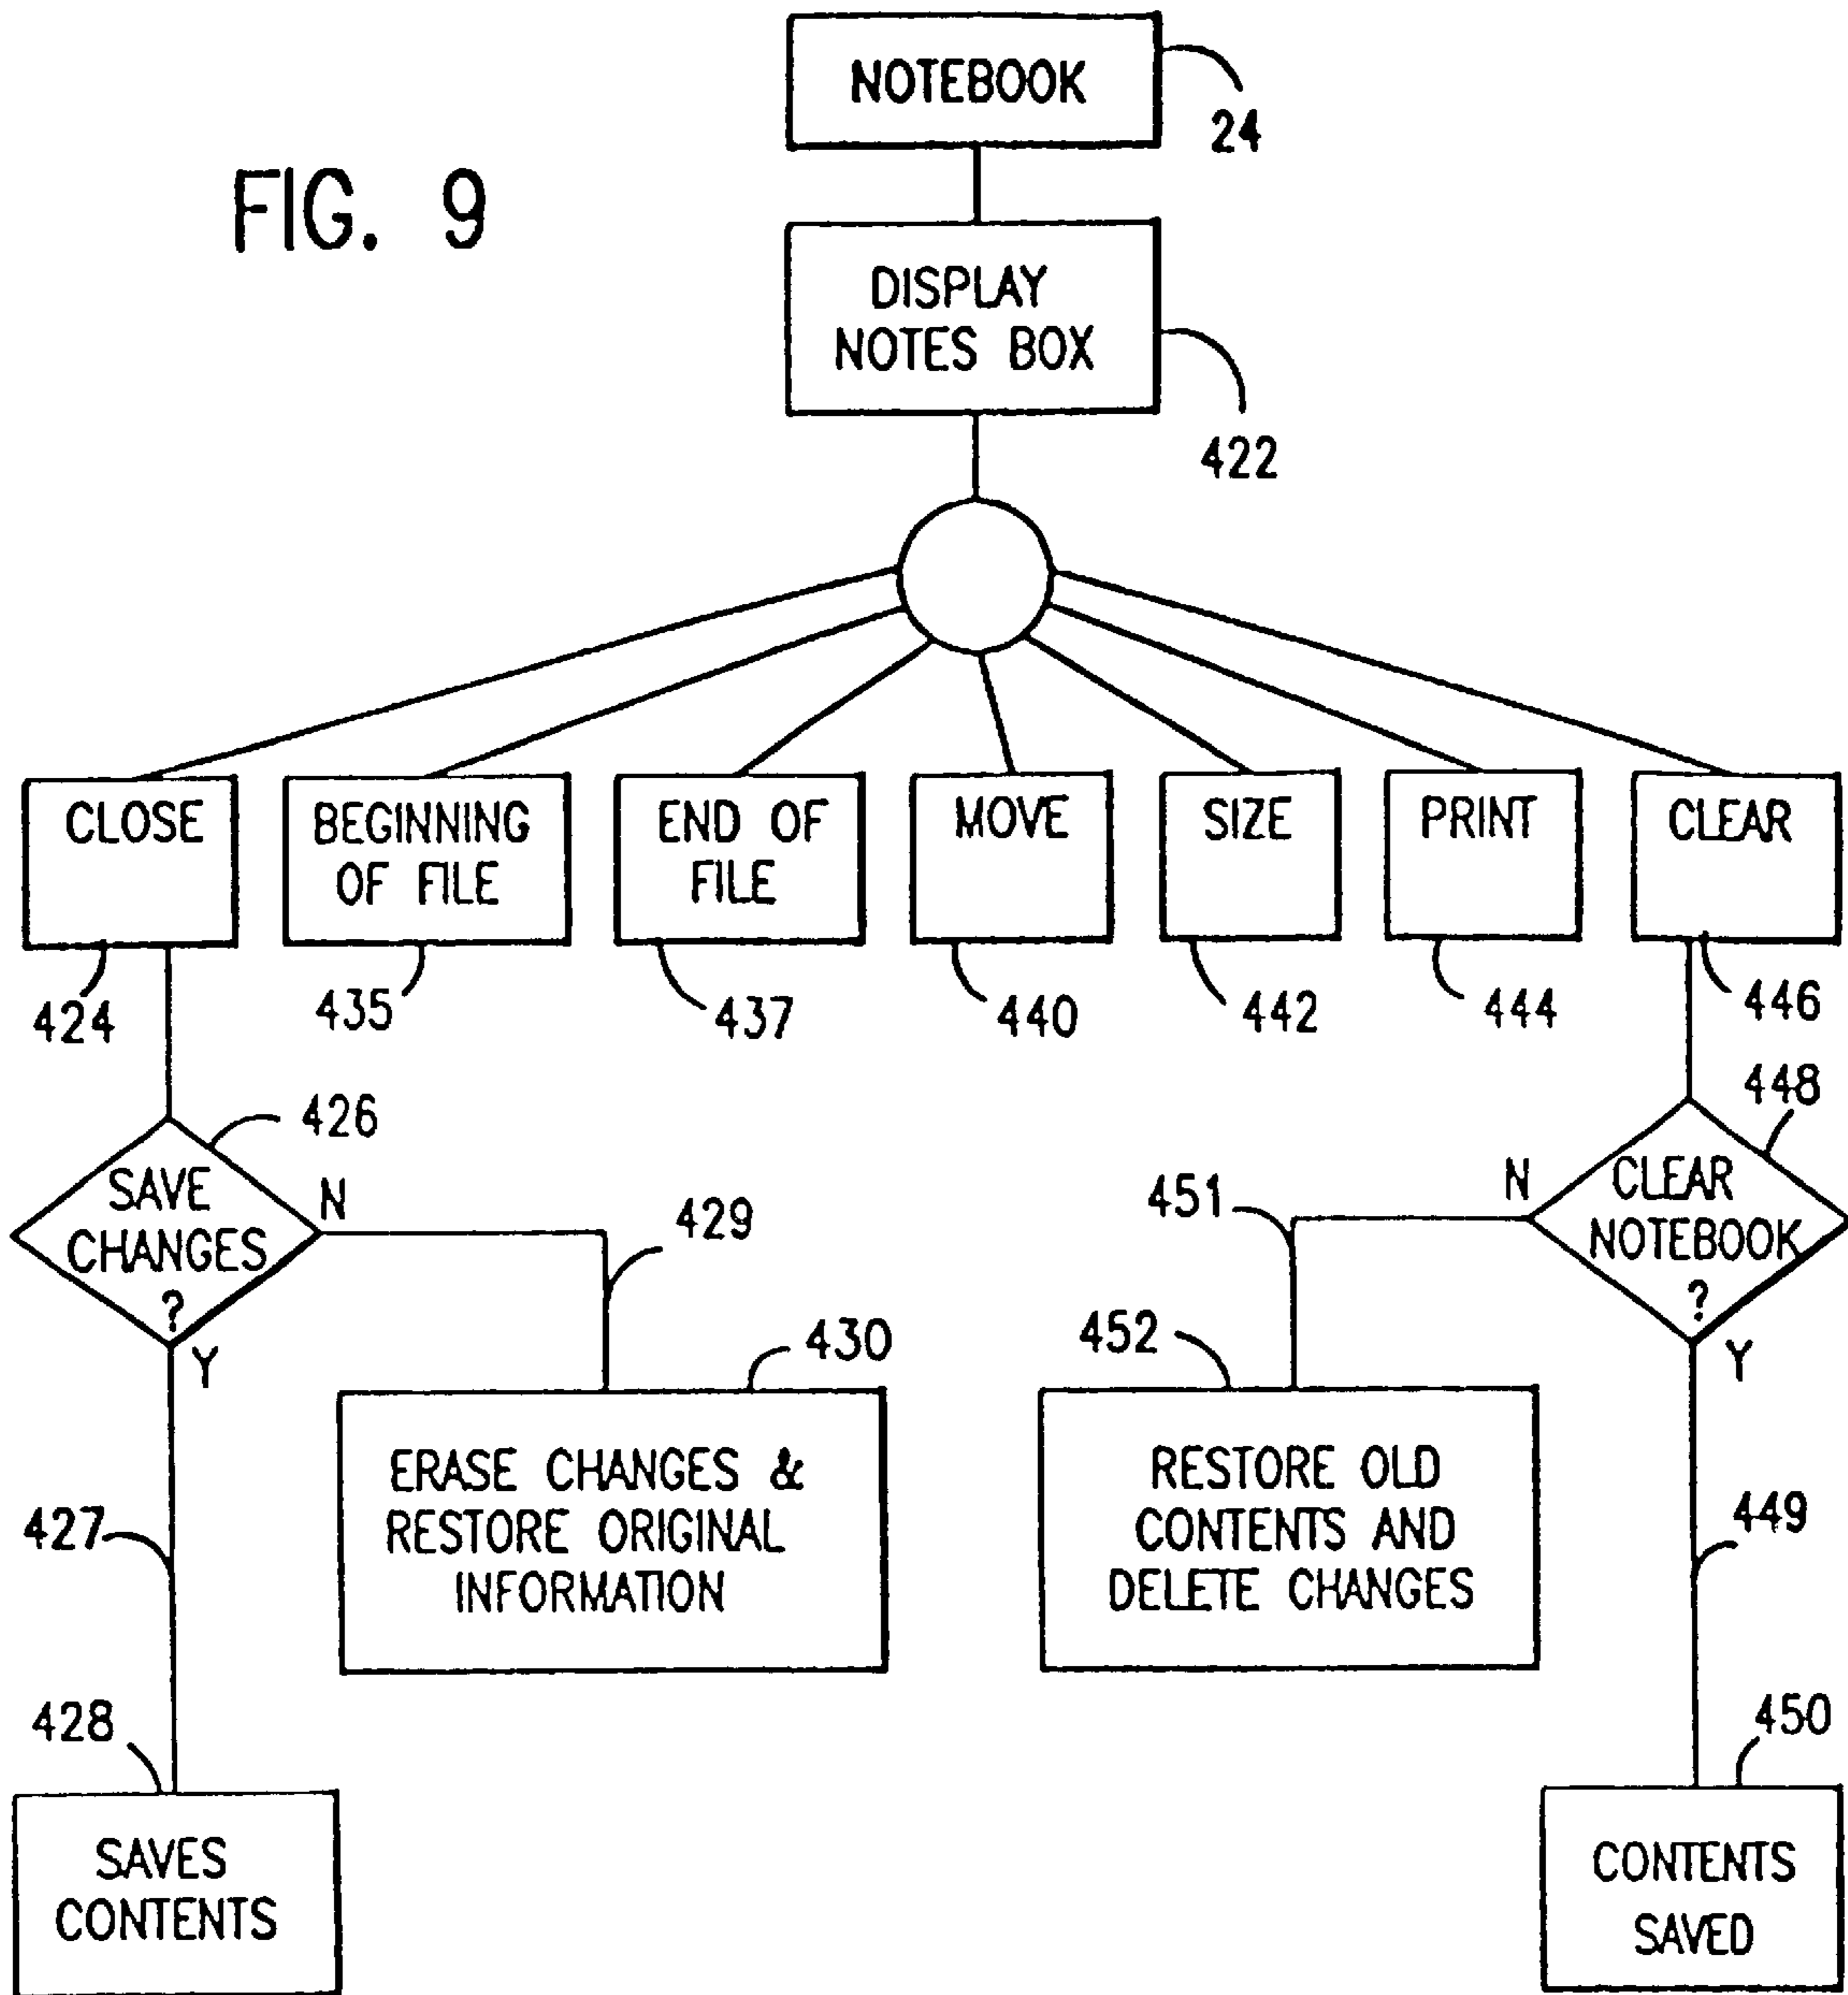 NOTEBOOK
24
FIG. 9
DISPLAY
NOTES BOX
422
CLOSE
424
BEGINNING
OF FILE
435
END OF
FILE
437
MOVE
440
SIZE
442
PRINT
444
CLEAR
446
426
SAVE
CHANGES
?
N
Y
429
430
ERASE CHANGES &
RESTORE ORIGINAL
INFORMATION
427
428
SAVES
CONTENTS
448
CLEAR
NOTEBOOK
?
N
Y
451
452
RESTORE OLD
CONTENTS AND
DELETE CHANGES
449
450
CONTENTS
SAVED